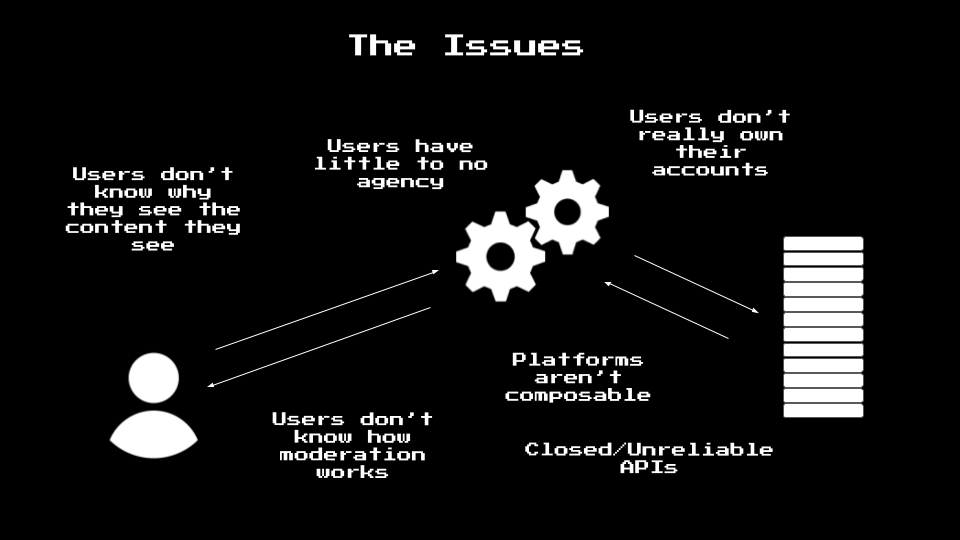 The Issues
Users don't
know why
they see the
content they
see
Users have
little to no
agency
Users don't
really own
their
accounts
Users don't
know how
moderation
works
Platforms
aren't
composable
Closed/Unreliable
APIs